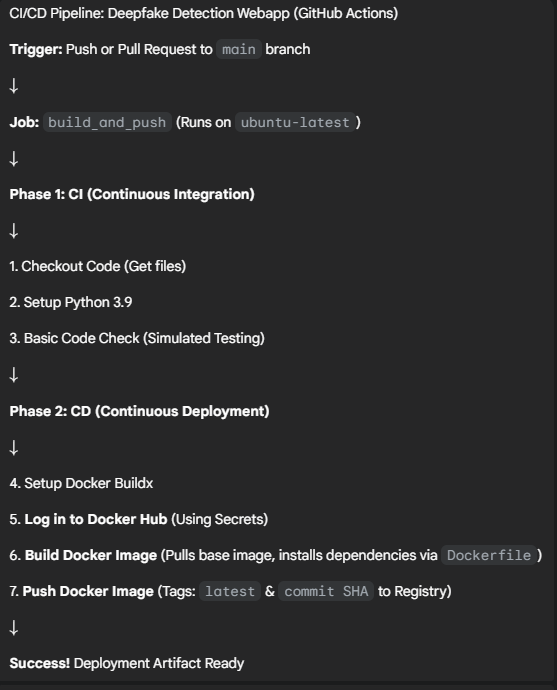 CI/CD Pipeline: Deepfake Detection Webapp (GitHub Actions)
Trigger: Push or Pull Request to main branch
↓
Job: build_and_push (Runs on ubuntu-latest)
↓
Phase 1: CI (Continuous Integration)
↓
1. Checkout Code (Get files)
2. Setup Python 3.9
3. Basic Code Check (Simulated Testing)
↓
Phase 2: CD (Continuous Deployment)
↓
4. Setup Docker Buildx
5. Log in to Docker Hub (Using Secrets)
6. Build Docker Image (Pulls base image, installs dependencies via Dockerfile)
7. Push Docker Image (Tags: latest & commit SHA to Registry)
↓
Success! Deployment Artifact Ready